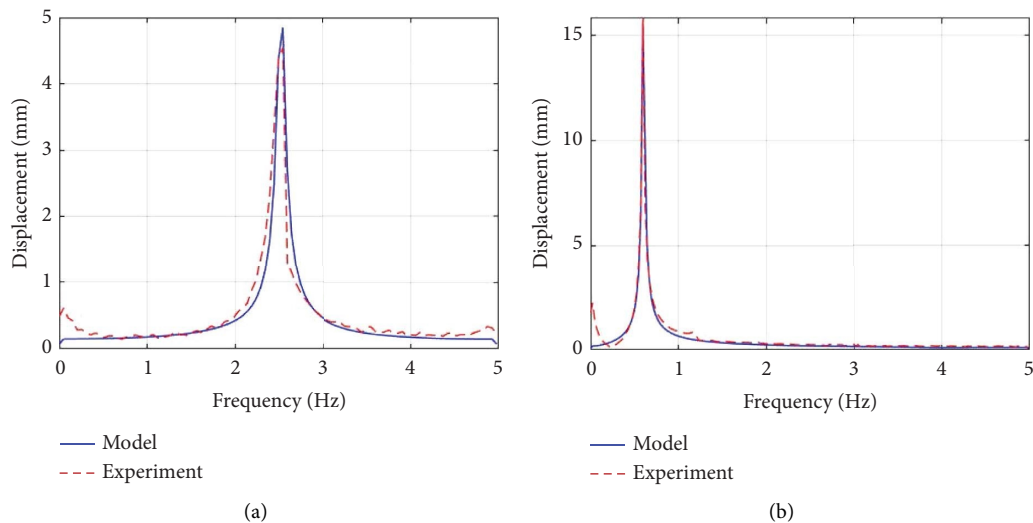 5
4
3
2
1
0
Displacement (mm)
0 1 2 3 4 5
Frequency (Hz)
Model
Experiment
(a)
15
10
5
0
Displacement (mm)
0 1 2 3 4 5
Frequency (Hz)
Model
Experiment
(b)